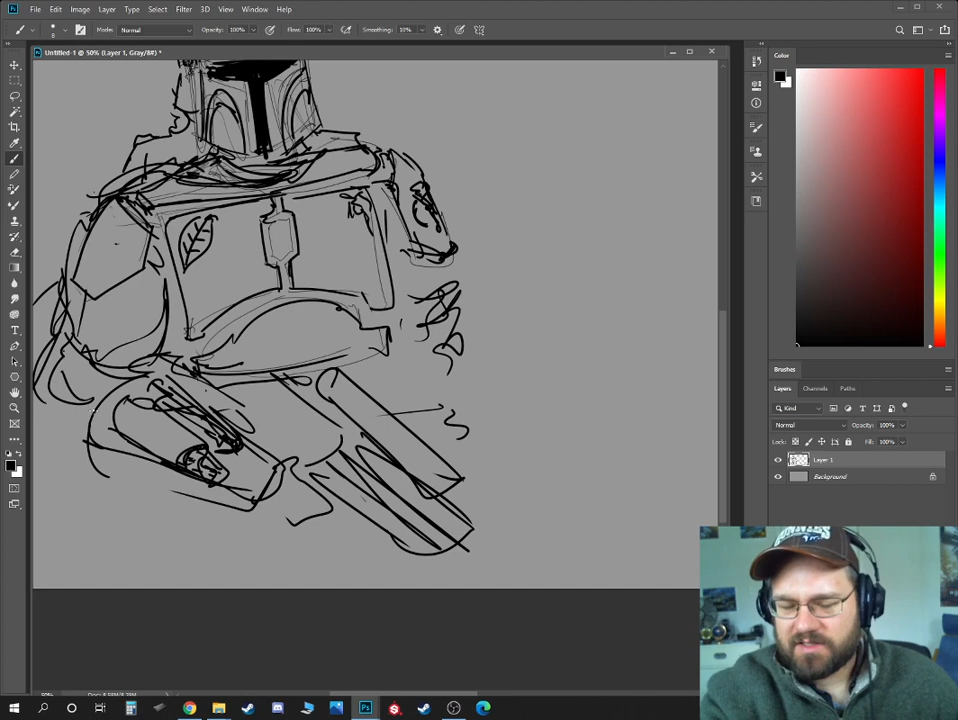 File Edit Image Layer Type Select Filter 3D View Window Help
Mode: Normal Opacity: 100% Flow: 100% Smoothing: 10%
8
Untitled-1 @ 50% (Layer 1, Gray/8#) *
Color
Brushes
Layers Channels Paths
Kind
Normal Opacity: 100%
Lock: Fill: 100%
Layer 1
Background